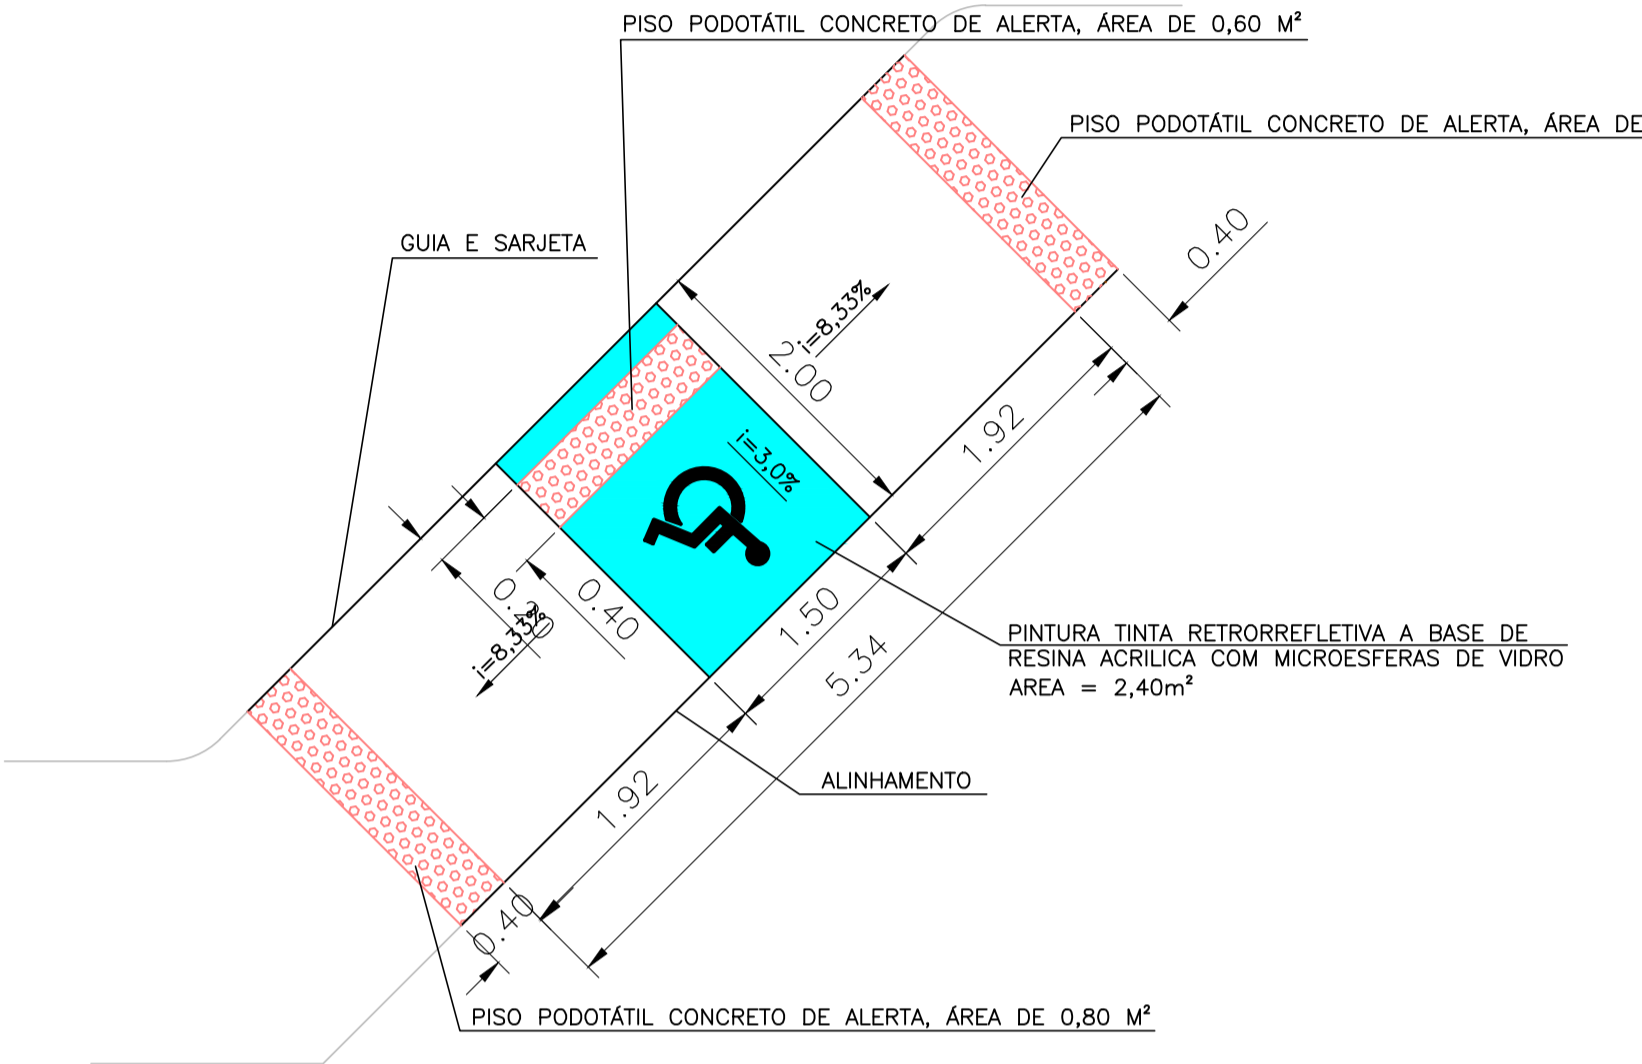 PISO PODOTÁTIL CONCRETO DE ALERTA, ÁREA DE 0,60 M²
PISO PODOTÁTIL CONCRETO DE ALERTA, ÁREA DE
0.40
GUIA E SARJETA
i=8,33%
2.00
1.92
i=3,0%
0.20
0.40
i=8,33%
1.50
5.34
PINTURA TINTA RETRORREFLETIVA A BASE DE
RESINA ACRILICA COM MICROESFERAS DE VIDRO
AREA = 2,40m²
ALINHAMENTO
1.92
0.40
PISO PODOTÁTIL CONCRETO DE ALERTA, ÁREA DE 0,80 M²